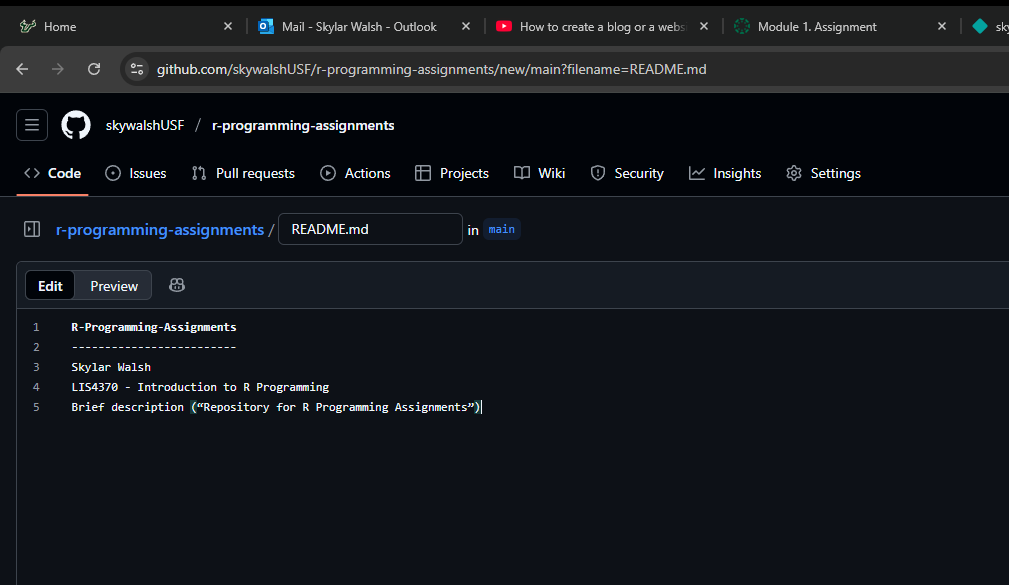 Home
Mail - Skylar Walsh - Outlook
How to create a blog or a webs
Module 1. Assignment
sky
github.com/skywalshUSF/r-programming-assignments/new/main?filename=README.md
skywalshUSF / r-programming-assignments
Code Issues Pull requests Actions Projects Wiki Security Insights Settings
r-programming-assignments / README.md in main
Edit Preview
1 R-Programming-Assignments
2 -------------------------
3 Skylar Walsh
4 LIS4370 - Introduction to R Programming
5 Brief description (“Repository for R Programming Assignments”)